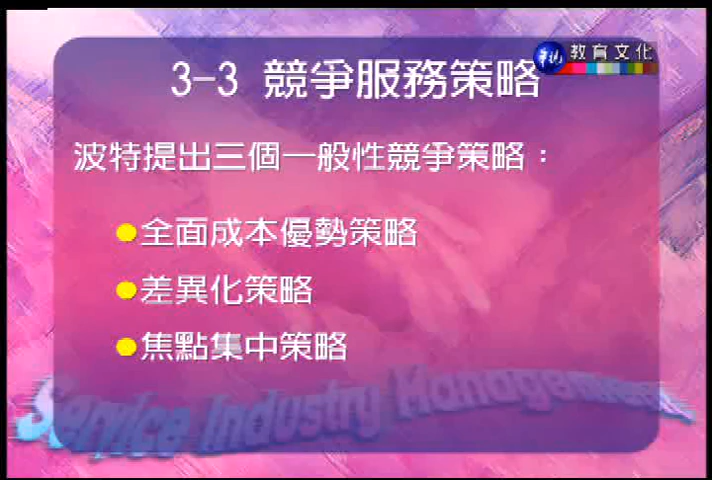 3-3 競爭服務策略
華視 教育文化
波特提出三個一般性競爭策略：
全面成本優勢策略
差異化策略
焦點集中策略
Service Industry Management